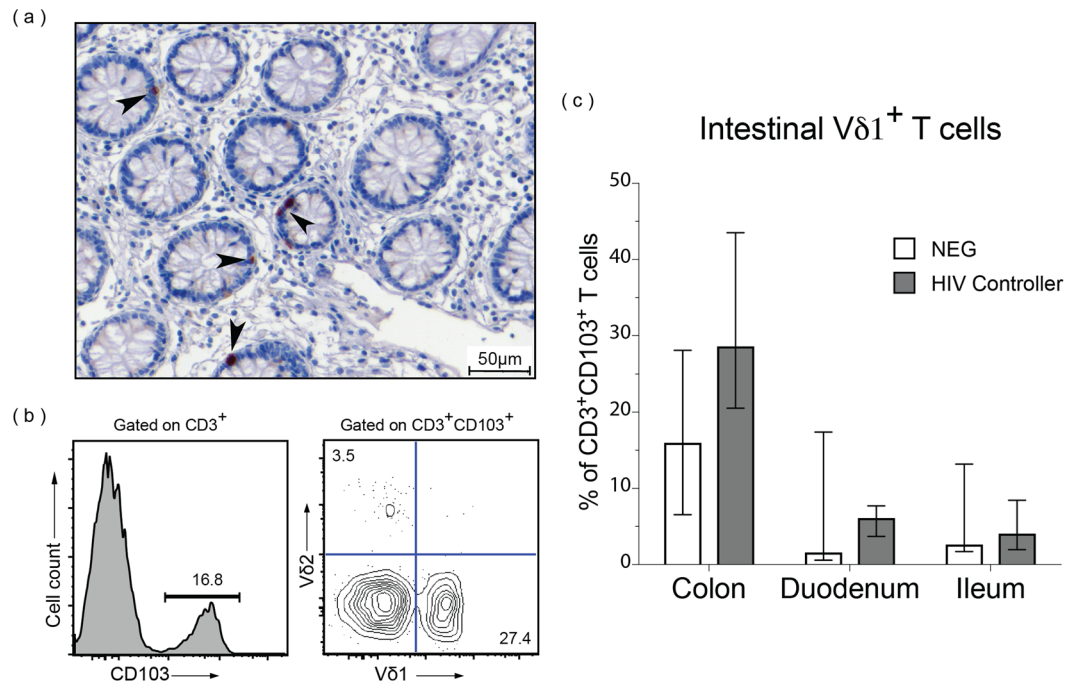 (a)
50μm
(b)
Gated on CD3+
Cell count
16.8
CD103
Gated on CD3+CD103+
3.5
Vδ2
27.4
Vδ1
(c)
Intestinal Vδ1+ T cells
% of CD3+CD103+ T cells
50
40
30
20
10
0
NEG
HIV Controller
Colon Duodenum Ileum